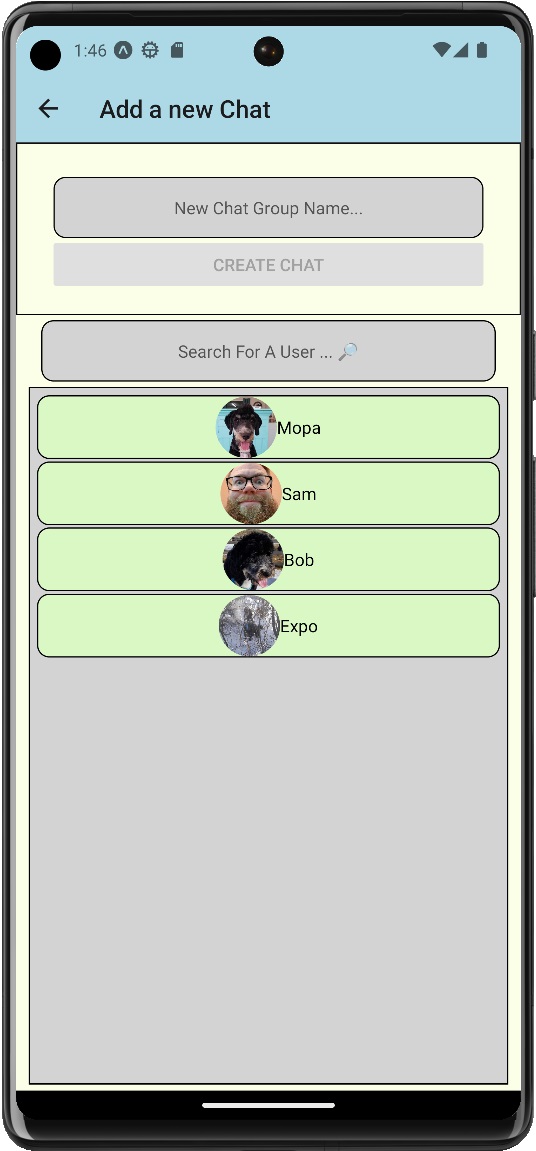 1:46
Add a new Chat
New Chat Group Name...
CREATE CHAT
Search For A User ... 🔎
Mopa
Sam
Bob
Expo